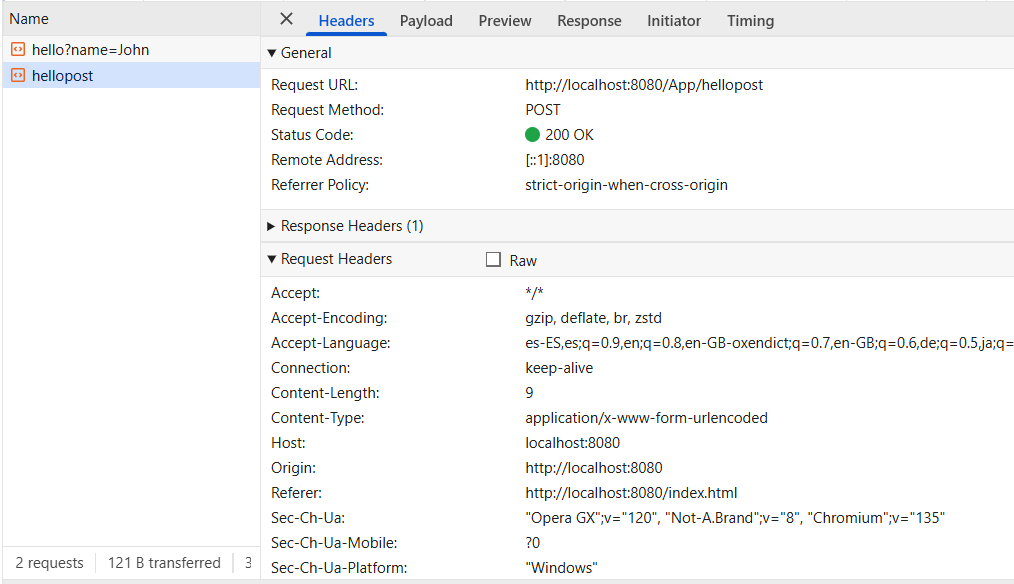 Name
hello?name=John
hellopost
2 requests 121 B transferred 3
Headers Payload Preview Response Initiator Timing
General
Request URL: http://localhost:8080/App/hellopost
Request Method: POST
Status Code: 200 OK
Remote Address: [::1]:8080
Referrer Policy: strict-origin-when-cross-origin
Response Headers (1)
Request Headers Raw
Accept: */*
Accept-Encoding: gzip, deflate, br, zstd
Accept-Language: es-ES,es;q=0.9,en;q=0.8,en-GB-oxendict;q=0.7,en-GB;q=0.6,de;q=0.5,ja;q=
Connection: keep-alive
Content-Length: 9
Content-Type: application/x-www-form-urlencoded
Host: localhost:8080
Origin: http://localhost:8080
Referer: http://localhost:8080/index.html
Sec-Ch-Ua: "Opera GX";v="120", "Not-A.Brand";v="8", "Chromium";v="135"
Sec-Ch-Ua-Mobile: ?0
Sec-Ch-Ua-Platform: "Windows"